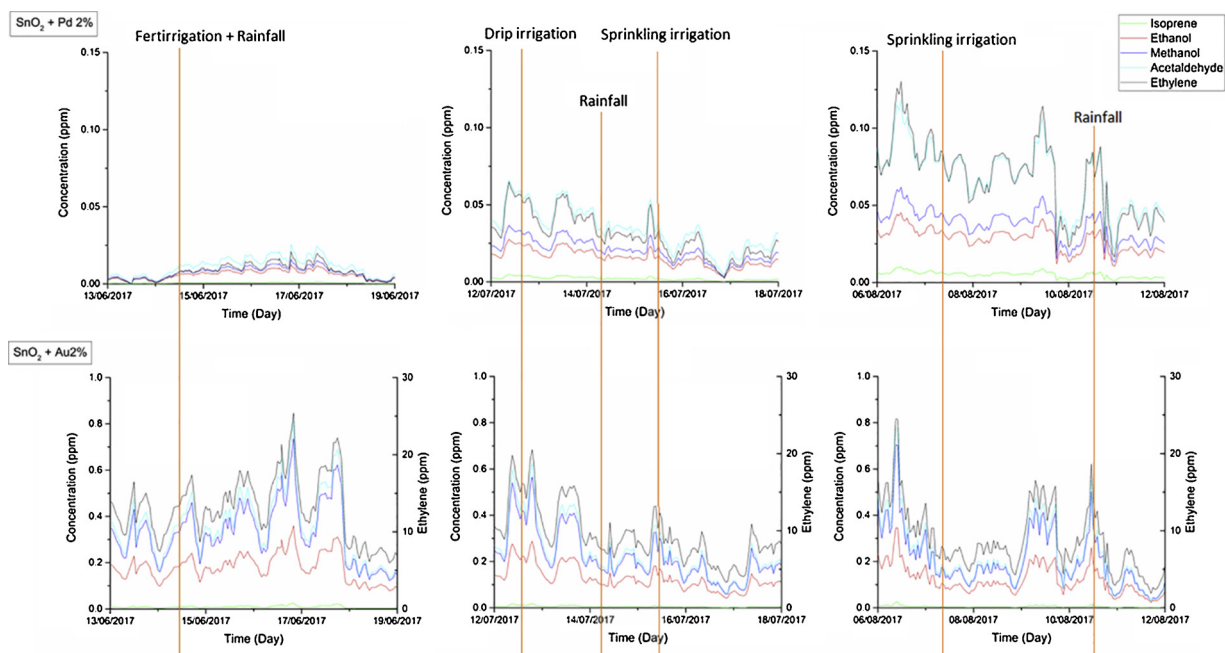 SnO2 + Pd 2%
Fertirrigation + Rainfall
Drip irrigation
Sprinkling irrigation
Rainfall
Sprinkling irrigation
Rainfall
Isoprene
Ethanol
Methanol
Acetaldehyde
Ethylene
Concentration (ppm)
0.15
0.10
0.05
0.00
13/06/2017 15/06/2017 17/06/2017 19/06/2017
Time (Day)
Concentration (ppm)
0.15
0.10
0.05
0.00
12/07/2017 14/07/2017 16/07/2017 18/07/2017
Time (Day)
Concentration (ppm)
0.15
0.10
0.05
0.00
06/08/2017 08/08/2017 10/08/2017 12/08/2017
Time (Day)
SnO2 + Au2%
Concentration (ppm)
1.0
0.8
0.6
0.4
0.2
0.0
30
20
10
0
Ethylene (ppm)
13/06/2017 15/06/2017 17/06/2017 19/06/2017
Time (Day)
Concentration (ppm)
1.0
0.8
0.6
0.4
0.2
0.0
30
20
10
0
Ethylene (ppm)
12/07/2017 14/07/2017 16/07/2017 18/07/2017
Time (Day)
Concentration (ppm)
1.0
0.8
0.6
0.4
0.2
0.0
30
20
10
0
Ethylene (ppm)
06/08/2017 08/08/2017 10/08/2017 12/08/2017
Time (Day)